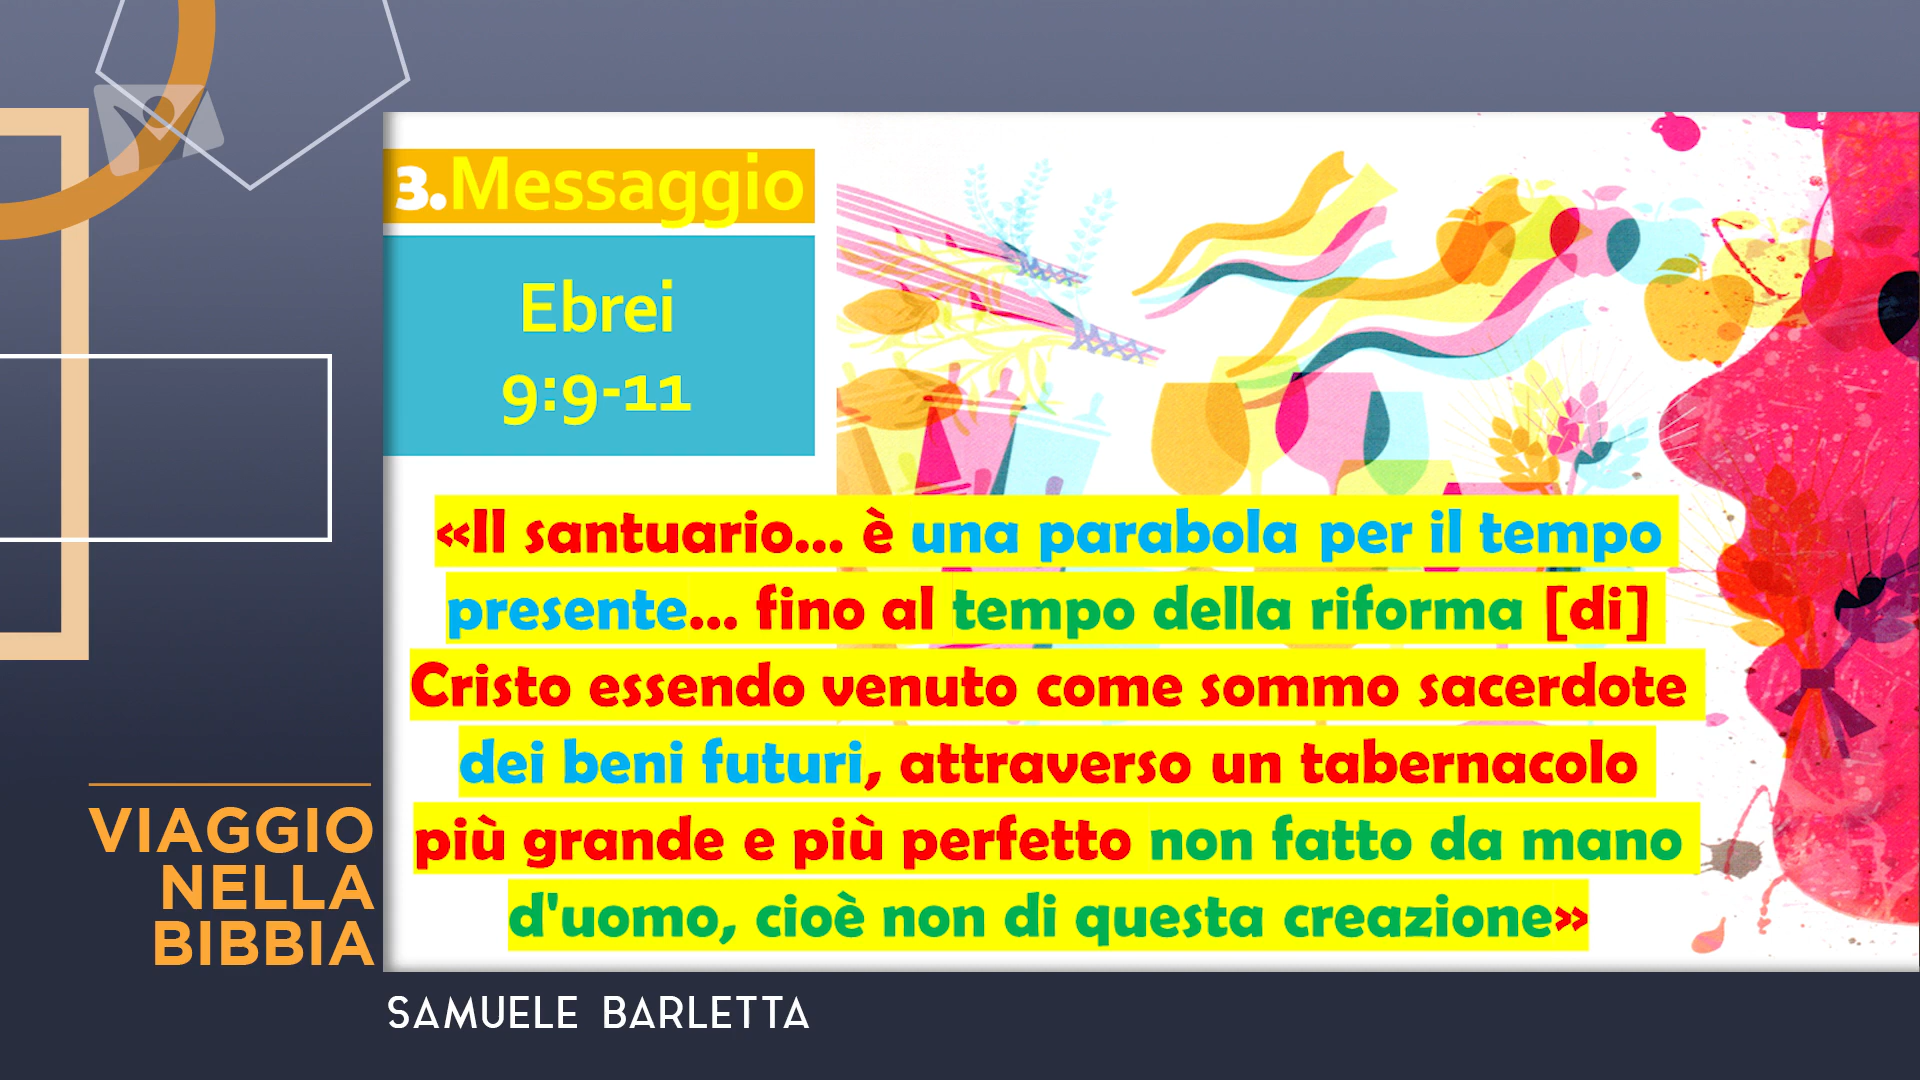 3.Messaggio
Ebrei
9:9-11
«Il santuario... è una parabola per il tempo
presente... fino al tempo della riforma [di]
Cristo essendo venuto come sommo sacerdote
dei beni futuri, attraverso un tabernacolo
più grande e più perfetto non fatto da mano
d'uomo, cioè non di questa creazione»
VIAGGIO
NELLA
BIBBIA
SAMUELE BARLETTA